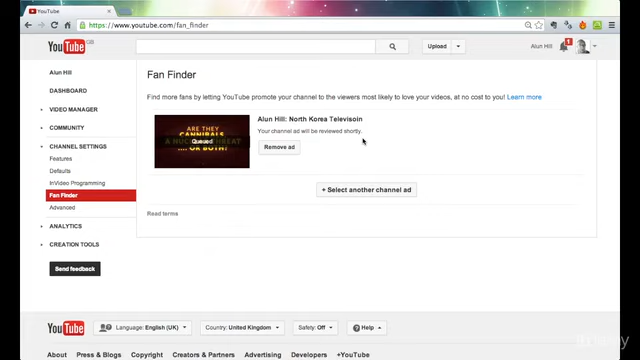 YouTube
https://www.youtube.com/fan_finder
YouTube GB
Upload
Alun Hill
1
Alun Hill
DASHBOARD
VIDEO MANAGER
COMMUNITY
CHANNEL SETTINGS
Features
Defaults
InVideo Programming
Fan Finder
Advanced
ANALYTICS
CREATION TOOLS
Send feedback
Fan Finder
Find more fans by letting YouTube promote your channel to the viewers most likely to love your videos, at no cost to you! Learn more
ARE THEY
CANNIBALS
A NUCLEAR THREAT
.... OR BOTH!
Queued
Alun Hill: North Korea Televisoin
Your channel ad will be reviewed shortly.
Remove ad
+ Select another channel ad
Read terms
YouTube
Language: English (UK)
Country: United Kingdom
Safety: Off
Help
About
Press & Blogs
Copyright
Creators & Partners
Advertising
Developers
+YouTube